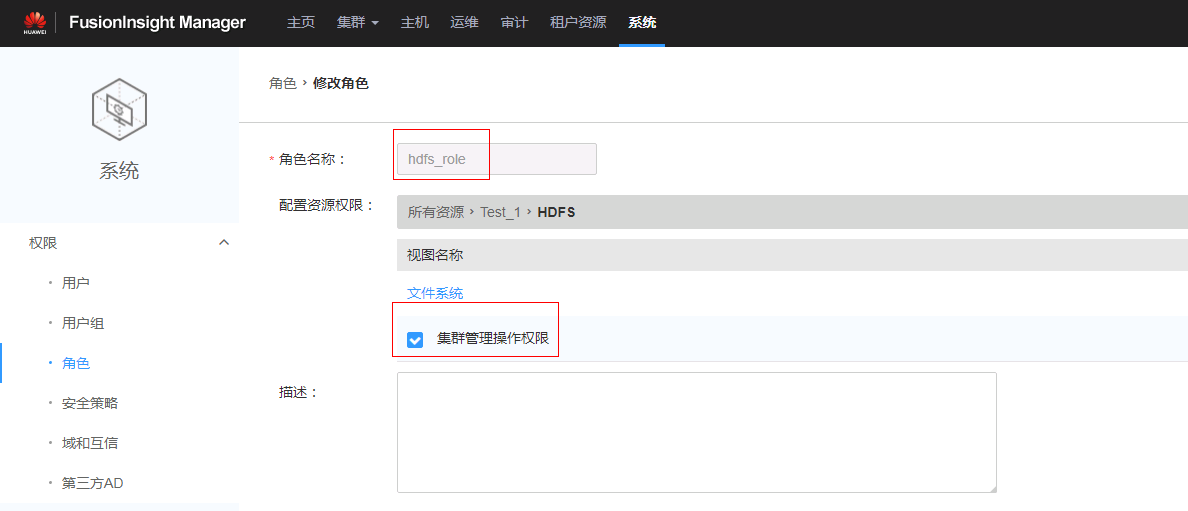 HUAWEI
FusionInsight Manager 主页 集群 主机 运维 审计 租户资源 系统
系统
权限
用户
用户组
角色
安全策略
域和互信
第三方AD
角色 › 修改角色
* 角色名称： hdfs_role
配置资源权限： 所有资源 › Test_1 › HDFS
视图名称
文件系统
集群管理操作权限
描述：